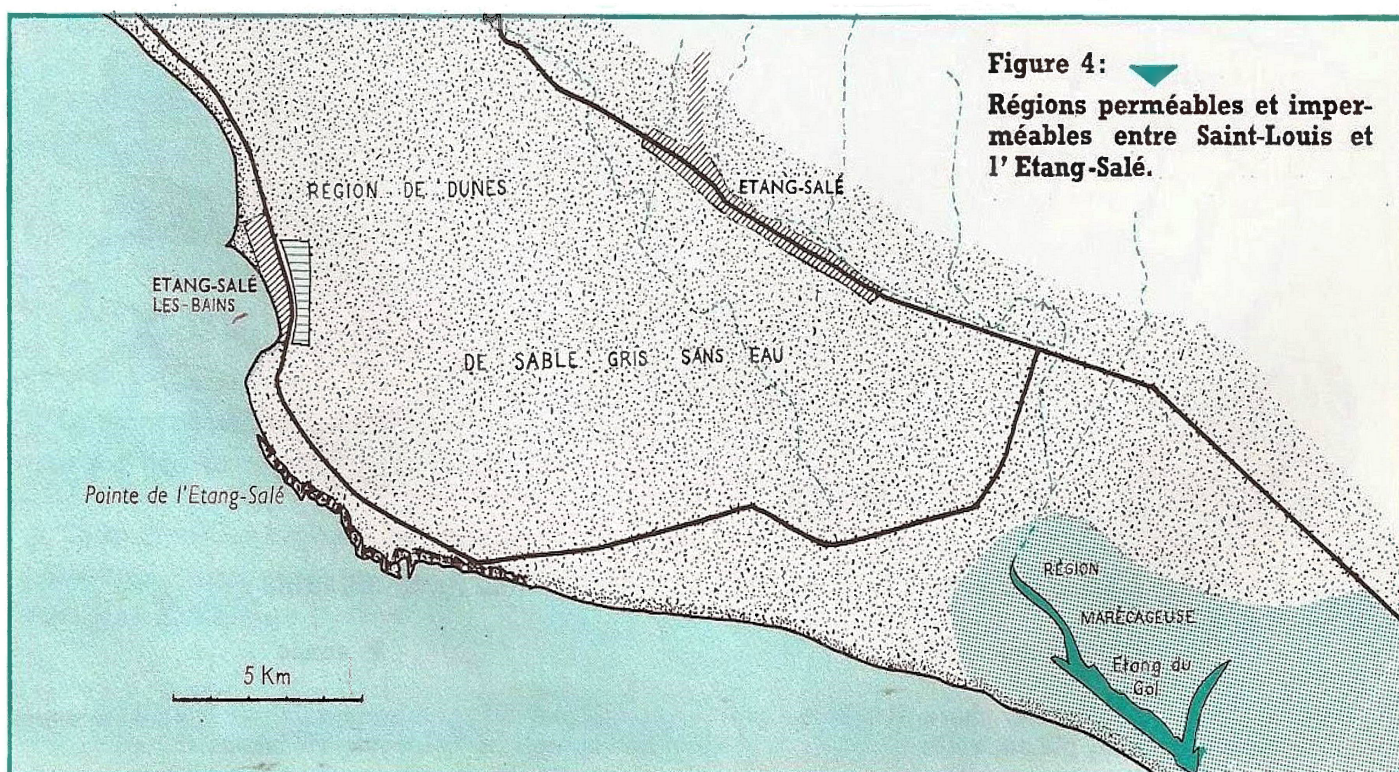 Figure 4:
Régions perméables et imper-
méables entre Saint-Louis et
l'Etang-Salé.
RÉGION DE DUNES
ETANG-SALÉ
ETANG-SALÉ
LES-BAINS
DE SABLE GRIS SANS EAU
Pointe de l'Etang-Salé
RÉGION
MARÉCAGEUSE
Etang du
Gol
5 Km